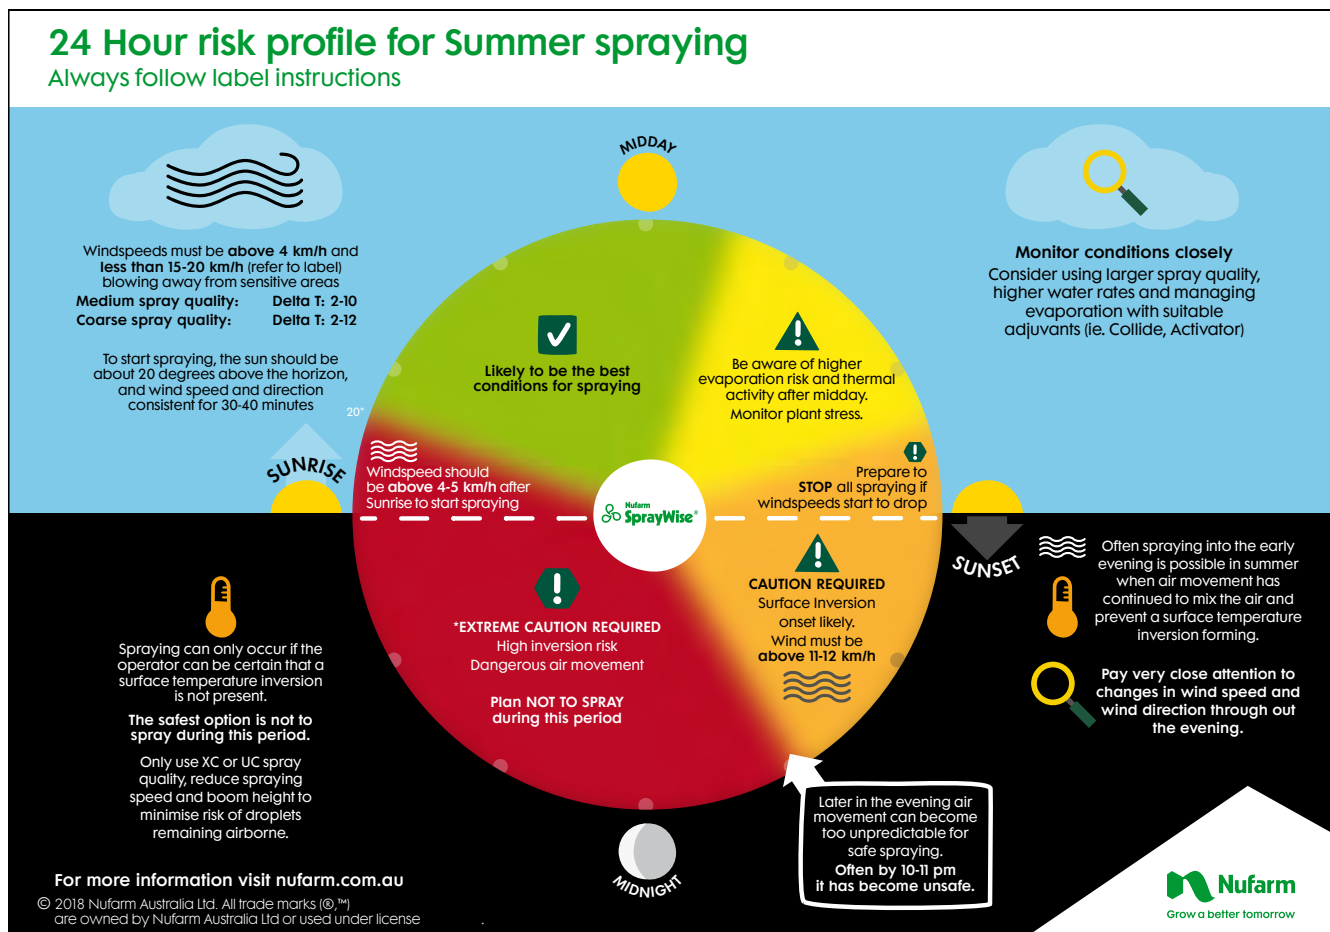 24 Hour risk profile for Summer spraying
Always follow label instructions
MIDDAY
Windspeeds must be above 4 km/h and
less than 15-20 km/h (refer to label)
blowing away from sensitive areas
Medium spray quality: Delta T: 2-10
Coarse spray quality: Delta T: 2-12
To start spraying, the sun should be
about 20 degrees above the horizon,
and wind speed and direction
consistent for 30-40 minutes
20°
SUNRISE
Monitor conditions closely
Consider using larger spray quality,
higher water rates and managing
evaporation with suitable
adjuvants (ie. Collide, Activator)
Likely to be the best
conditions for spraying
Be aware of higher
evaporation risk and thermal
activity after midday.
Monitor plant stress.
Windspeed should
be above 4-5 km/h after
Sunrise to start spraying
Prepare to
STOP all spraying if
windspeeds start to drop
Nufarm
SprayWise®
SUNSET
CAUTION REQUIRED
Surface Inversion
onset likely.
Wind must be
above 11-12 km/h
*EXTREME CAUTION REQUIRED
High inversion risk
Dangerous air movement
Plan NOT TO SPRAY
during this period
Often spraying into the early
evening is possible in summer
when air movement has
continued to mix the air and
prevent a surface temperature
inversion forming.
Pay very close attention to
changes in wind speed and
wind direction through out
the evening.
Spraying can only occur if the
operator can be certain that a
surface temperature inversion
is not present.
The safest option is not to
spray during this period.
Only use XC or UC spray
quality, reduce spraying
speed and boom height to
minimise risk of droplets
remaining airborne.
Later in the evening air
movement can become
too unpredictable for
safe spraying.
Often by 10-11 pm
it has become unsafe.
MIDNIGHT
For more information visit nufarm.com.au
© 2018 Nufarm Australia Ltd. All trade marks (®,™)
are owned by Nufarm Australia Ltd or used under license .
Nufarm
Grow a better tomorrow